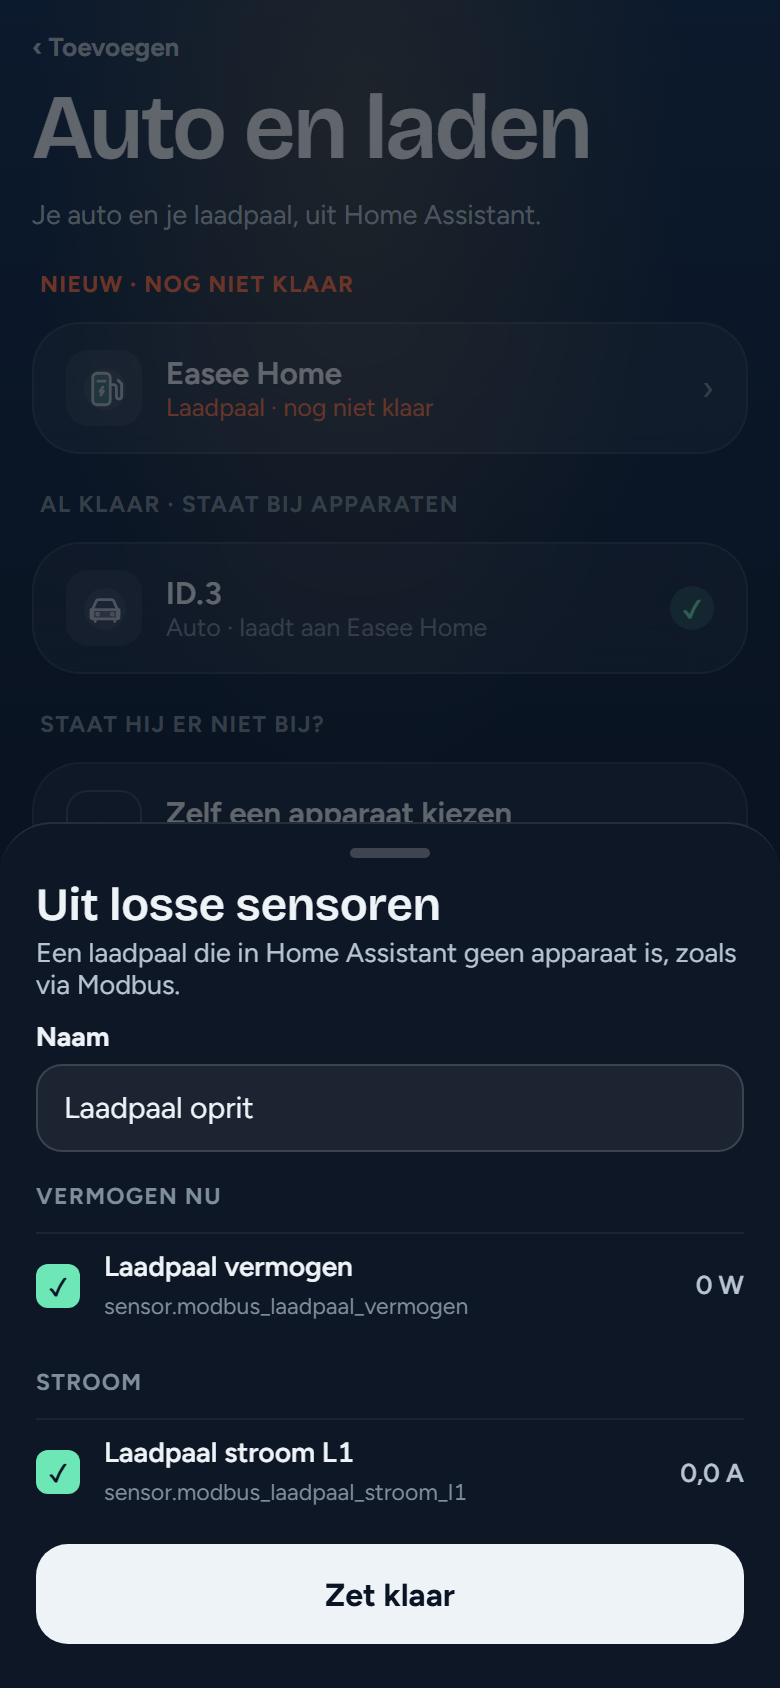 ‹ Toevoegen
Auto en laden
Je auto en je laadpaal, uit Home Assistant.
NIEUW · NOG NIET KLAAR
Easee Home
Laadpaal · nog niet klaar
AL KLAAR · STAAT BIJ APPARATEN
ID.3
Auto · laadt aan Easee Home
STAAT HIJ ER NIET BIJ?
Zelf een apparaat kiezen
Uit losse sensoren
Een laadpaal die in Home Assistant geen apparaat is, zoals
via Modbus.
Naam
Laadpaal oprit
VERMOGEN NU
Laadpaal vermogen
0 W
sensor.modbus_laadpaal_vermogen
STROOM
Laadpaal stroom L1
0,0 A
sensor.modbus_laadpaal_stroom_l1
Zet klaar